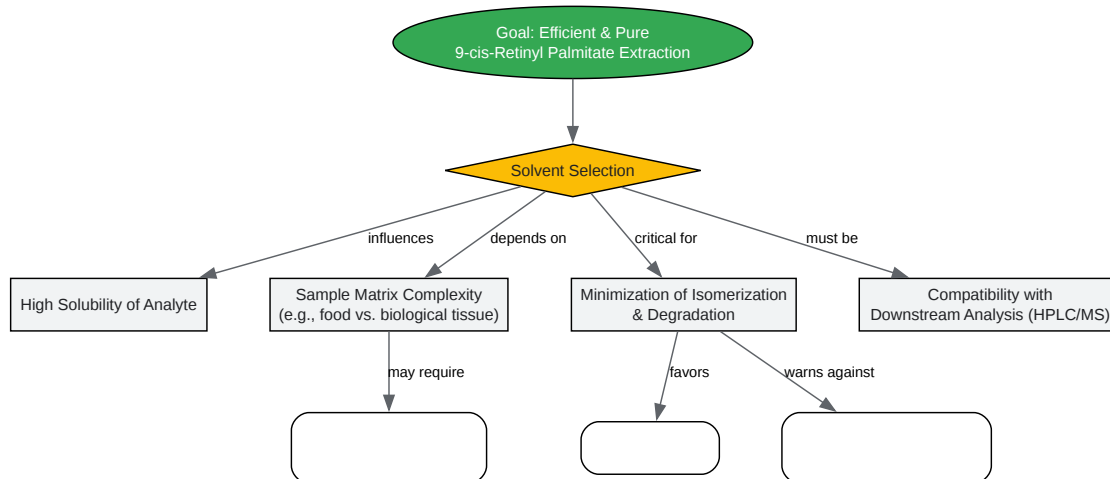 Goal: Efficient & Pure
9-cis-Retinyl Palmitate Extraction
Solvent Selection
influences
depends on
critical for
must be
High Solubility of Analyte
Sample Matrix Complexity
(e.g., food vs. biological tissue)
Minimization of Isomerization
& Degradation
Compatibility with
Downstream Analysis (HPLC/MS)
may require
favors
warns against